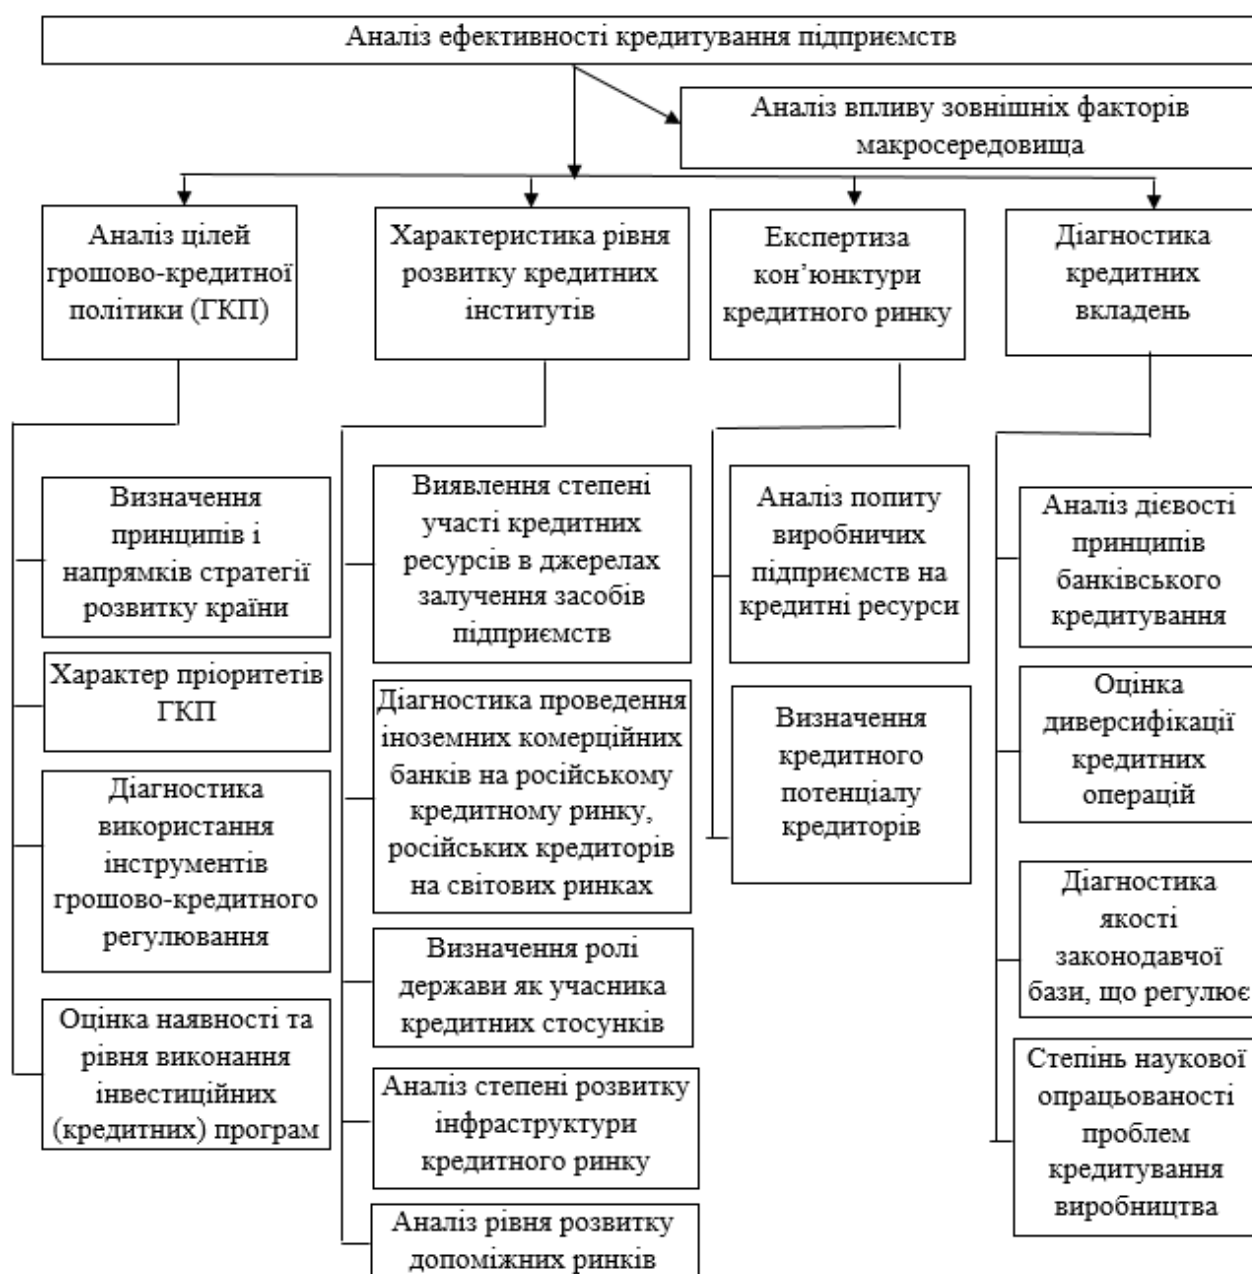 Аналіз ефективності кредитування підприємств
Аналіз впливу зовнішніх факторів
макросередовища
Аналіз цілей
грошово-кредитної
політики (ГКП)
Характеристика рівня
розвитку кредитних
інститутів
Експертиза
кон’юнктури
кредитного ринку
Діагностика
кредитних
вкладень
Визначення
принципів і
напрямків стратегії
розвитку країни
Характер пріоритетів
ГКП
Діагностика
використання
інструментів
грошово-кредитного
регулювання
Оцінка наявності та
рівня виконання
інвестиційних
(кредитних) програм
Виявлення степені
участі кредитних
ресурсів в джерелах
залучення засобів
підприємств
Діагностика проведення
іноземних комерційних
банків на російському
кредитному ринку,
російських кредиторів
на світових ринках
Визначення ролі
держави як учасника
кредитних стосунків
Аналіз степені розвитку
інфраструктури
кредитного ринку
Аналіз рівня розвитку
допоміжних ринків
Аналіз попиту
виробничих
підприємств на
кредитні ресурси
Визначення
кредитного
потенціалу
кредиторів
Аналіз дієвості
принципів
банківського
кредитування
Оцінка
диверсифікації
кредитних
операцій
Діагностика
якості
законодавчої
бази, що регулює
Степінь наукової
опрацьованості
проблем
кредитування
виробництва